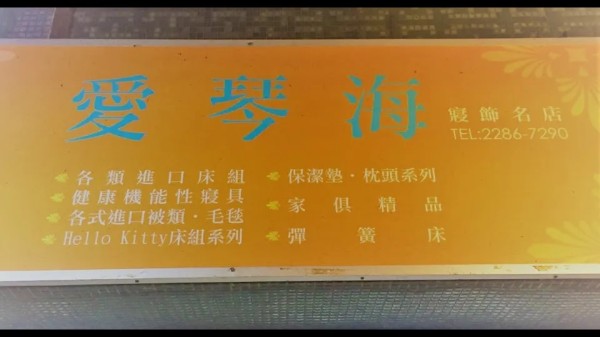 愛琴海
寢飾名店
TEL:2286-7290
各類進口床組
健康機能性寢具
各式進口被類·毛毯
Hello Kitty床組系列
保潔墊·枕頭系列
家俱精品
彈簧床